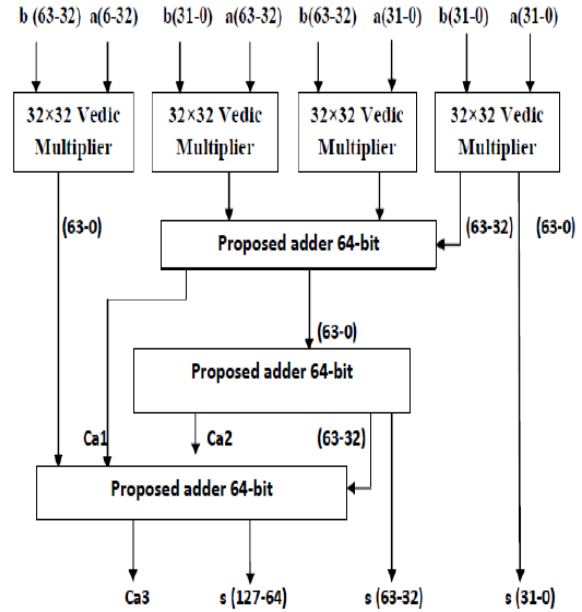 b (63-32) a(6-32) b(31-0) a(63-32) b(63-32) a(31-0) b(31-0) a(31-0)
32×32 Vedic Multiplier
32×32 Vedic Multiplier
32×32 Vedic Multiplier
32×32 Vedic Multiplier
(63-0)
Proposed adder 64-bit
(63-32)
(63-0)
(63-0)
Proposed adder 64-bit
Ca1
Ca2
(63-32)
Proposed adder 64-bit
Ca3
s (127-64)
s (63-32)
s (31-0)